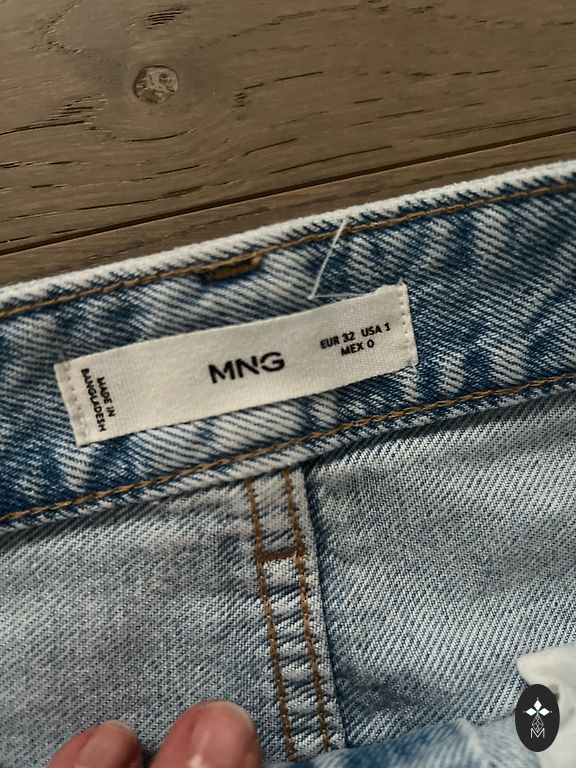 MADE IN
BANGLADESH
MNG
EUR 32 USA 1
MEX 0